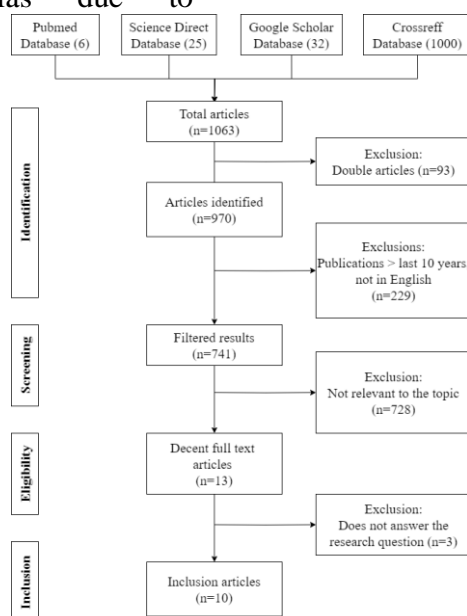 as due to
Pubmed
Database (6)
Science Direct
Database (25)
Google Scholar
Database (32)
Crossreff
Database (1000)
Total articles
(n=1063)
Exclusion:
Double articles (n=93)
Identification
Articles identified
(n=970)
Exclusions:
Publications > last 10 years,
not in English
(n=229)
Filtered results
(n=741)
Screening
Exclusion:
Not relevant to the topic
(n=728)
Decent full text
articles
(n=13)
Eligibility
Exclusion:
Does not answer the
research question (n=3)
Inclusion
Inclusion articles
(n=10)